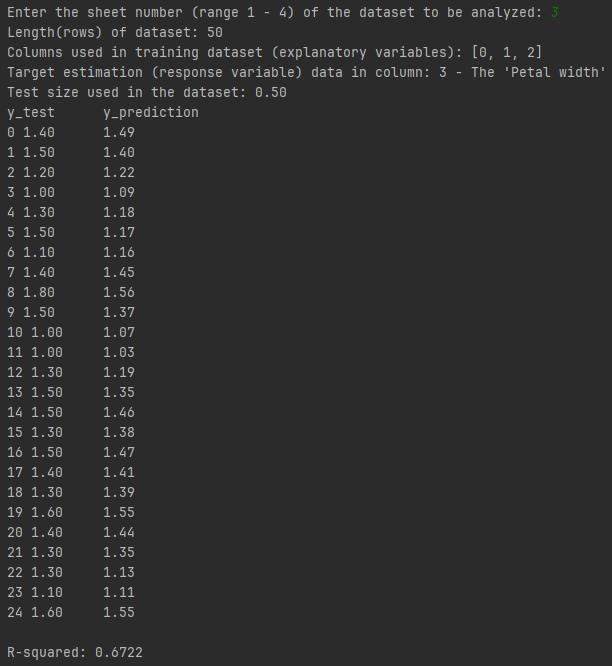 Enter the sheet number (range 1 - 4) of the dataset to be analyzed: 3
Length(rows) of dataset: 50
Columns used in training dataset (explanatory variables): [0, 1, 2]
Target estimation (response variable) data in column: 3 - The 'Petal width'
Test size used in the dataset: 0.50
y_test      y_prediction
0 1.40      1.49
1 1.50      1.40
2 1.20      1.22
3 1.00      1.09
4 1.30      1.18
5 1.50      1.17
6 1.10      1.16
7 1.40      1.45
8 1.80      1.56
9 1.50      1.37
10 1.00     1.07
11 1.00     1.03
12 1.30     1.19
13 1.50     1.35
14 1.50     1.46
15 1.30     1.38
16 1.50     1.47
17 1.40     1.41
18 1.30     1.39
19 1.60     1.55
20 1.40     1.44
21 1.30     1.35
22 1.30     1.13
23 1.10     1.11
24 1.60     1.55
R-squared: 0.6722